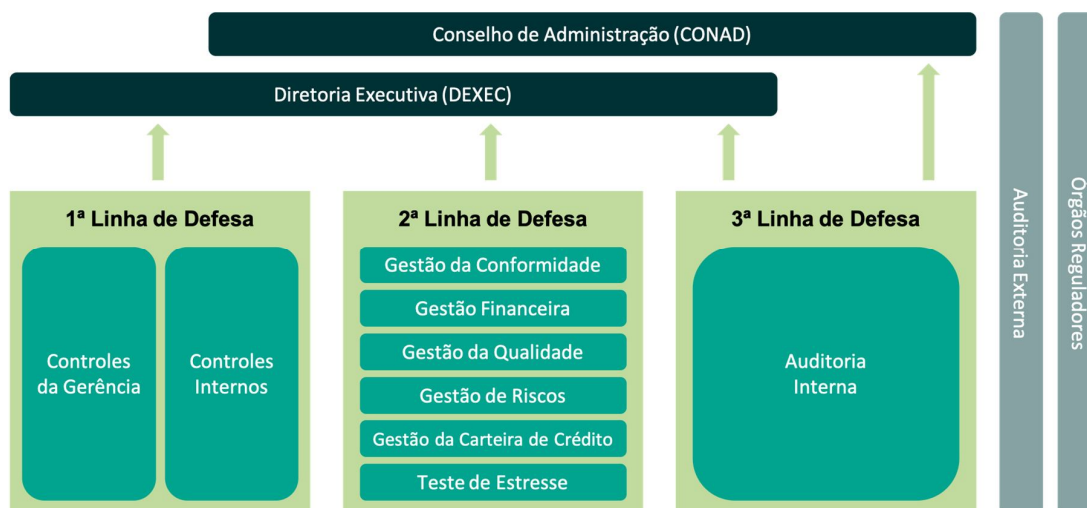 Conselho de Administração (CONAD)
Diretoria Executiva (DEXEC)
1ª Linha de Defesa
Controles
da Gerência
Controles
Internos
2ª Linha de Defesa
Gestão da Conformidade
Gestão Financeira
Gestão da Qualidade
Gestão de Riscos
Gestão da Carteira de Crédito
Teste de Estresse
3ª Linha de Defesa
Auditoria
Interna
Auditoria Externa
Orgãos Reguladores